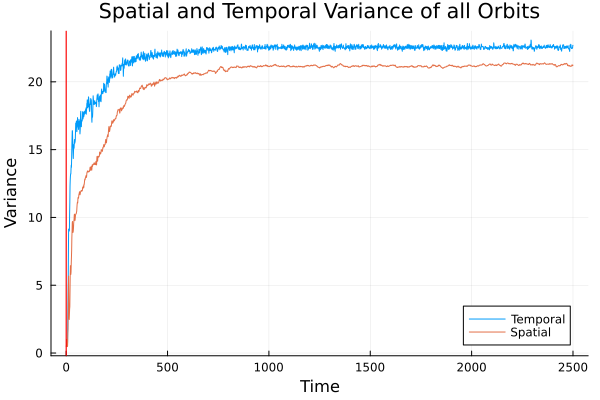 Spatial and Temporal Variance of all Orbits
Variance
20
15
10
5
0
Temporal
Spatial
0 500 1000 1500 2000 2500
Time